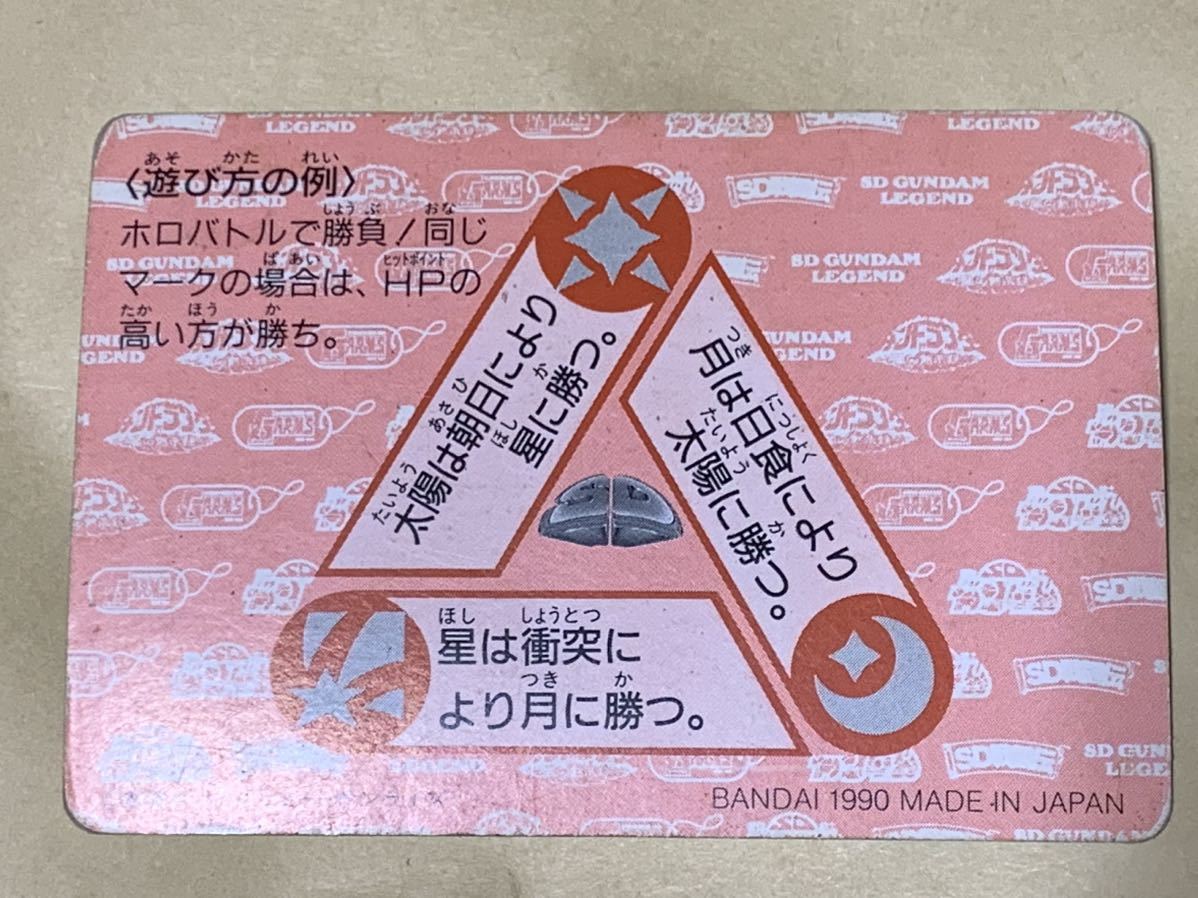 〈遊び方の例〉
ホロバトルで勝負！同じ
マークの場合は、HPの
高い方が勝ち。
太陽は朝日により
星に勝つ。
月は日食により
太陽に勝つ。
星は衝突に
より月に勝つ。
BANDAI 1990 MADE IN JAPAN
SD GUNDAM
LEGEND